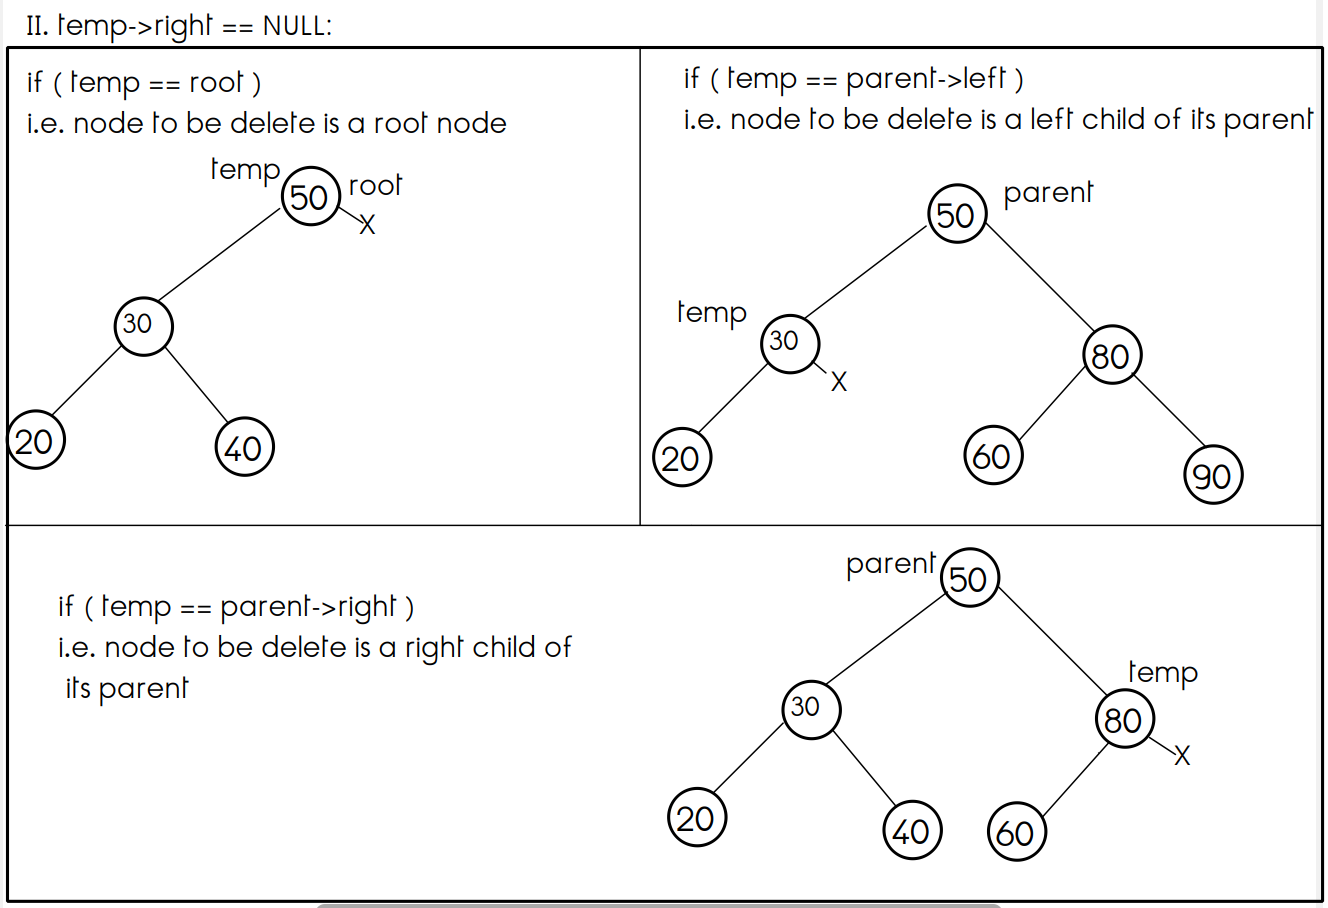 II. temp->right == NULL:
if ( temp == root )
i.e. node to be delete is a root node
temp
50
root
X
30
20
40
if ( temp == parent->left )
i.e. node to be delete is a left child of its parent
parent
50
temp
30
X
80
20
60
90
if ( temp == parent->right )
i.e. node to be delete is a right child of
its parent
parent
50
temp
30
80
X
20
40
60